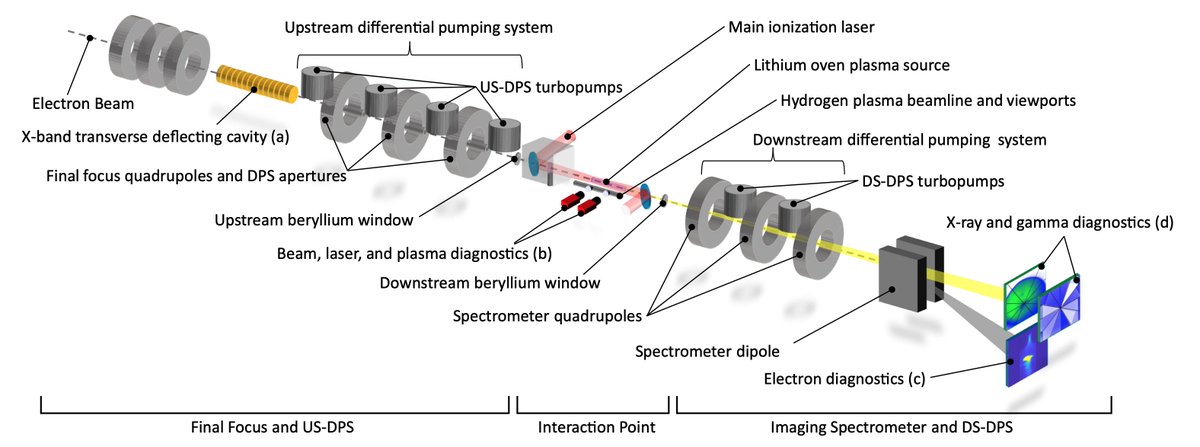 Upstream differential pumping system
Main ionization laser
Lithium oven plasma source
US-DPS turbopumps
Hydrogen plasma beamline and viewports
Electron Beam
X-band transverse deflecting cavity (a)
Downstream differential pumping system
Final focus quadrupoles and DPS apertures
DS-DPS turbopumps
Upstream beryllium window
X-ray and gamma diagnostics (d)
Beam, laser, and plasma diagnostics (b)
Downstream beryllium window
Spectrometer quadrupoles
Spectrometer dipole
Electron diagnostics (c)
Final Focus and US-DPS
Interaction Point
Imaging Spectrometer and DS-DPS